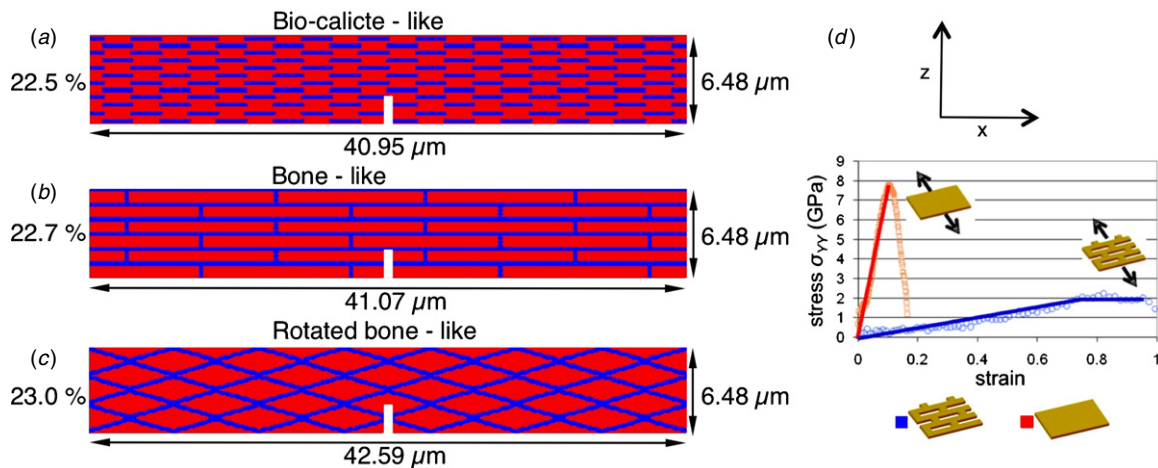 Bio-calicte - like
(a)
22.5 %
6.48 µm
40.95 µm
Bone - like
(b)
22.7 %
6.48 µm
41.07 µm
Rotated bone - like
(c)
23.0 %
6.48 µm
42.59 µm
(d)
z
x
stress σγγ (GPa)
9
8
7
6
5
4
3
2
1
0
0 0.2 0.4 0.6 0.8 1
strain